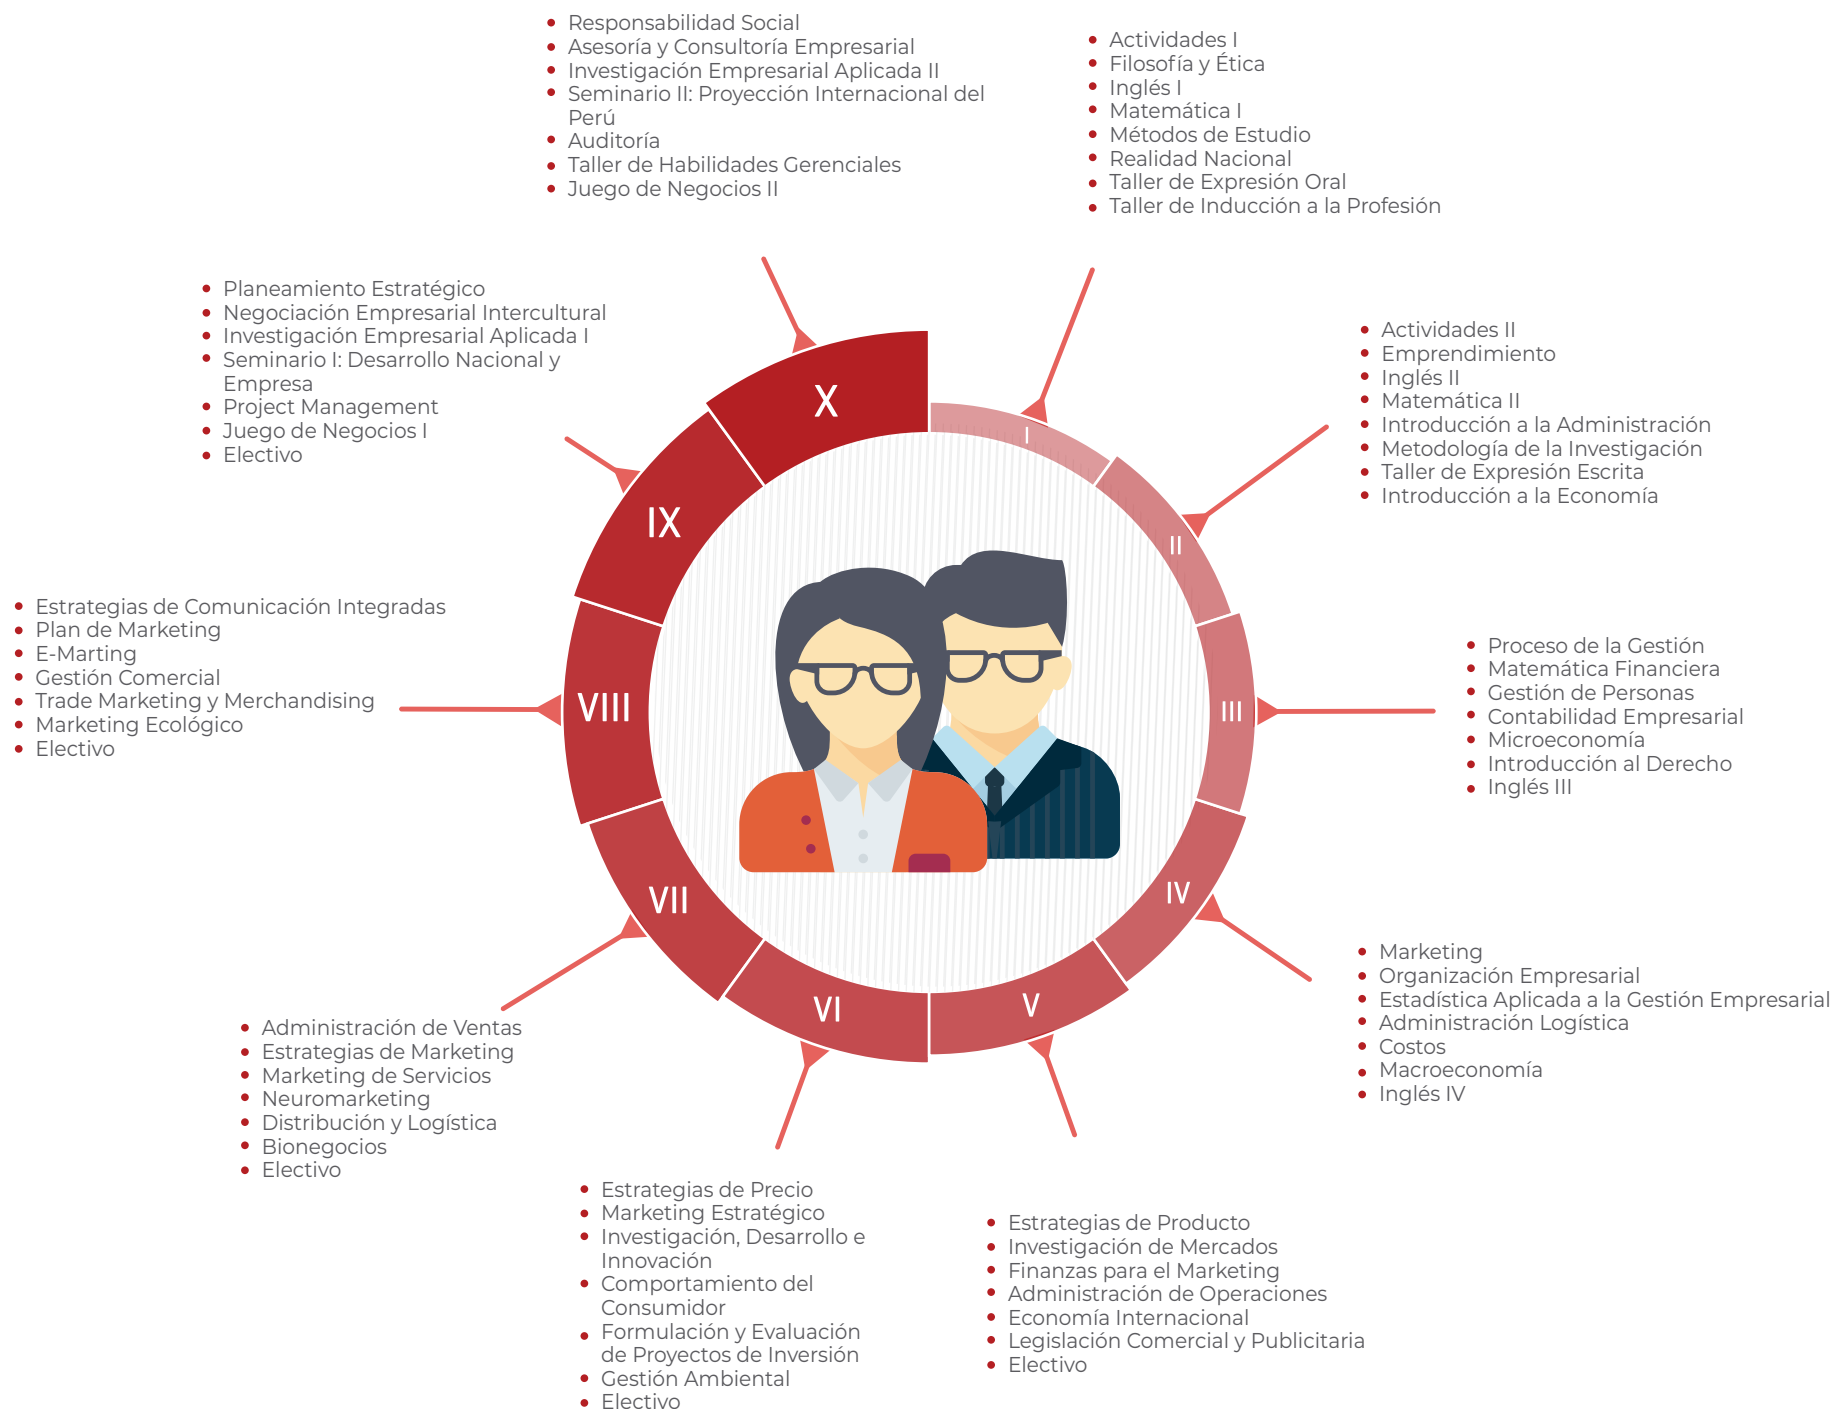 Responsabilidad Social
Asesoría y Consultoría Empresarial
Investigación Empresarial Aplicada II
Seminario II: Proyección Internacional del
Perú
Auditoría
Taller de Habilidades Gerenciales
Juego de Negocios II
X
Actividades I
Filosofía y Ética
Inglés I
Matemática I
Métodos de Estudio
Realidad Nacional
Taller de Expresión Oral
Taller de Inducción a la Profesión
I
Actividades II
Emprendimiento
Inglés II
Matemática II
Introducción a la Administración
Metodología de la Investigación
Taller de Expresión Escrita
Introducción a la Economía
II
Proceso de la Gestión
Matemática Financiera
Gestión de Personas
Contabilidad Empresarial
Microeconomía
Introducción al Derecho
Inglés III
III
Marketing
Organización Empresarial
Estadística Aplicada a la Gestión Empresarial
Administración Logística
Costos
Macroeconomía
Inglés IV
IV
Estrategias de Producto
Investigación de Mercados
Finanzas para el Marketing
Administración de Operaciones
Economía Internacional
Legislación Comercial y Publicitaria
Electivo
V
Estrategias de Precio
Marketing Estratégico
Investigación, Desarrollo e
Innovación
Comportamiento del
Consumidor
Formulación y Evaluación
de Proyectos de Inversión
Gestión Ambiental
Electivo
VI
Administración de Ventas
Estrategias de Marketing
Marketing de Servicios
Neuromarketing
Distribución y Logística
Bionegocios
Electivo
VII
Estrategias de Comunicación Integradas
Plan de Marketing
E-Marting
Gestión Comercial
Trade Marketing y Merchandising
Marketing Ecológico
Electivo
VIII
Planeamiento Estratégico
Negociación Empresarial Intercultural
Investigación Empresarial Aplicada I
Seminario I: Desarrollo Nacional y
Empresa
Project Management
Juego de Negocios I
Electivo
IX